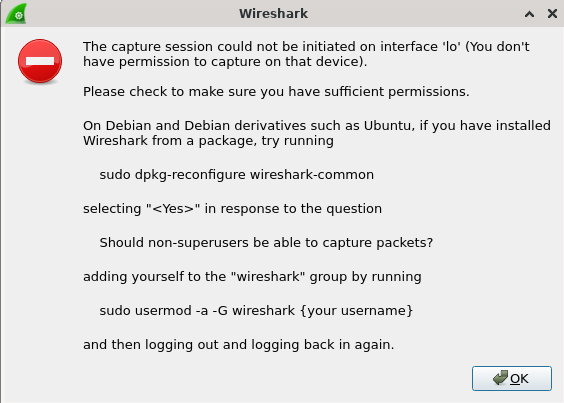 Wireshark
The capture session could not be initiated on interface 'lo' (You don't
have permission to capture on that device).
Please check to make sure you have sufficient permissions.
On Debian and Debian derivatives such as Ubuntu, if you have installed
Wireshark from a package, try running
sudo dpkg-reconfigure wireshark-common
selecting "<Yes>" in response to the question
Should non-superusers be able to capture packets?
adding yourself to the "wireshark" group by running
sudo usermod -a -G wireshark {your username}
and then logging out and logging back in again.
OK